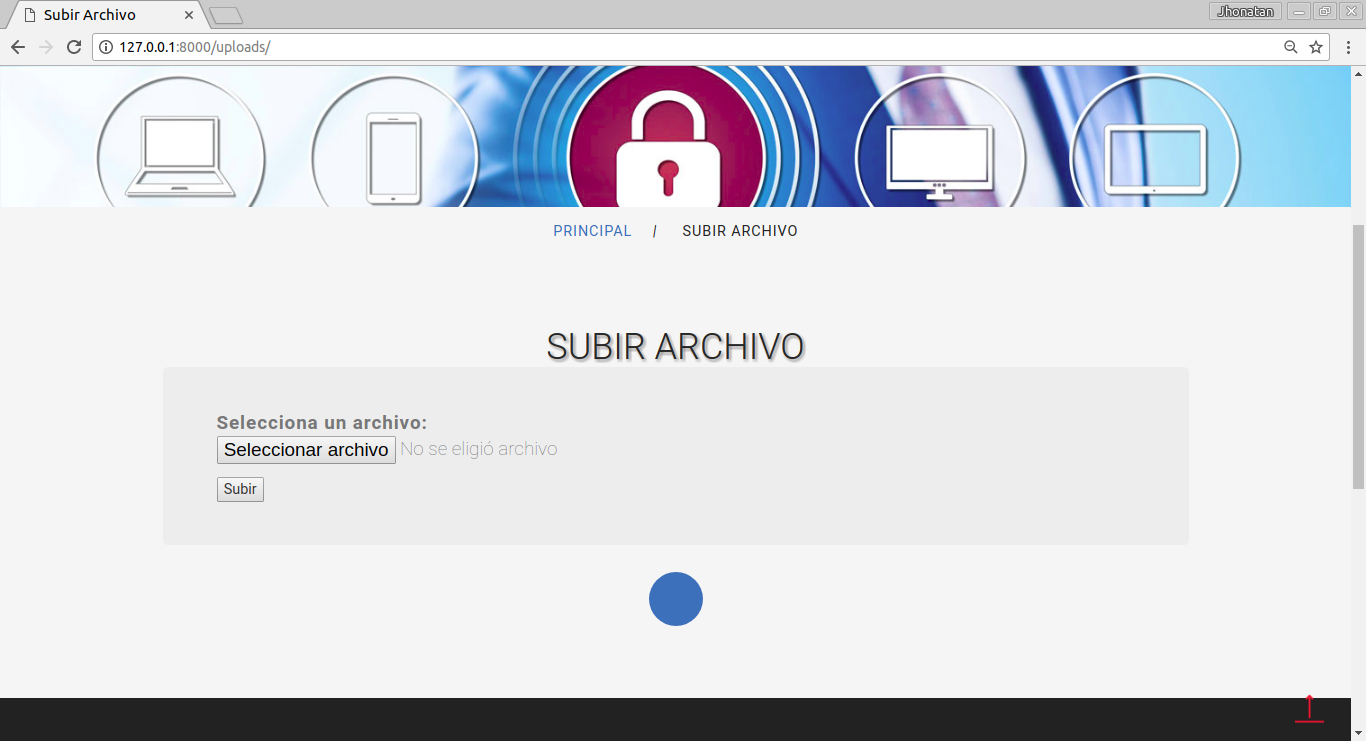 Subir Archivo
Jhonatan
127.0.0.1:8000/uploads/
PRINCIPAL / SUBIR ARCHIVO
SUBIR ARCHIVO
Selecciona un archivo:
Seleccionar archivo No se eligió archivo
Subir